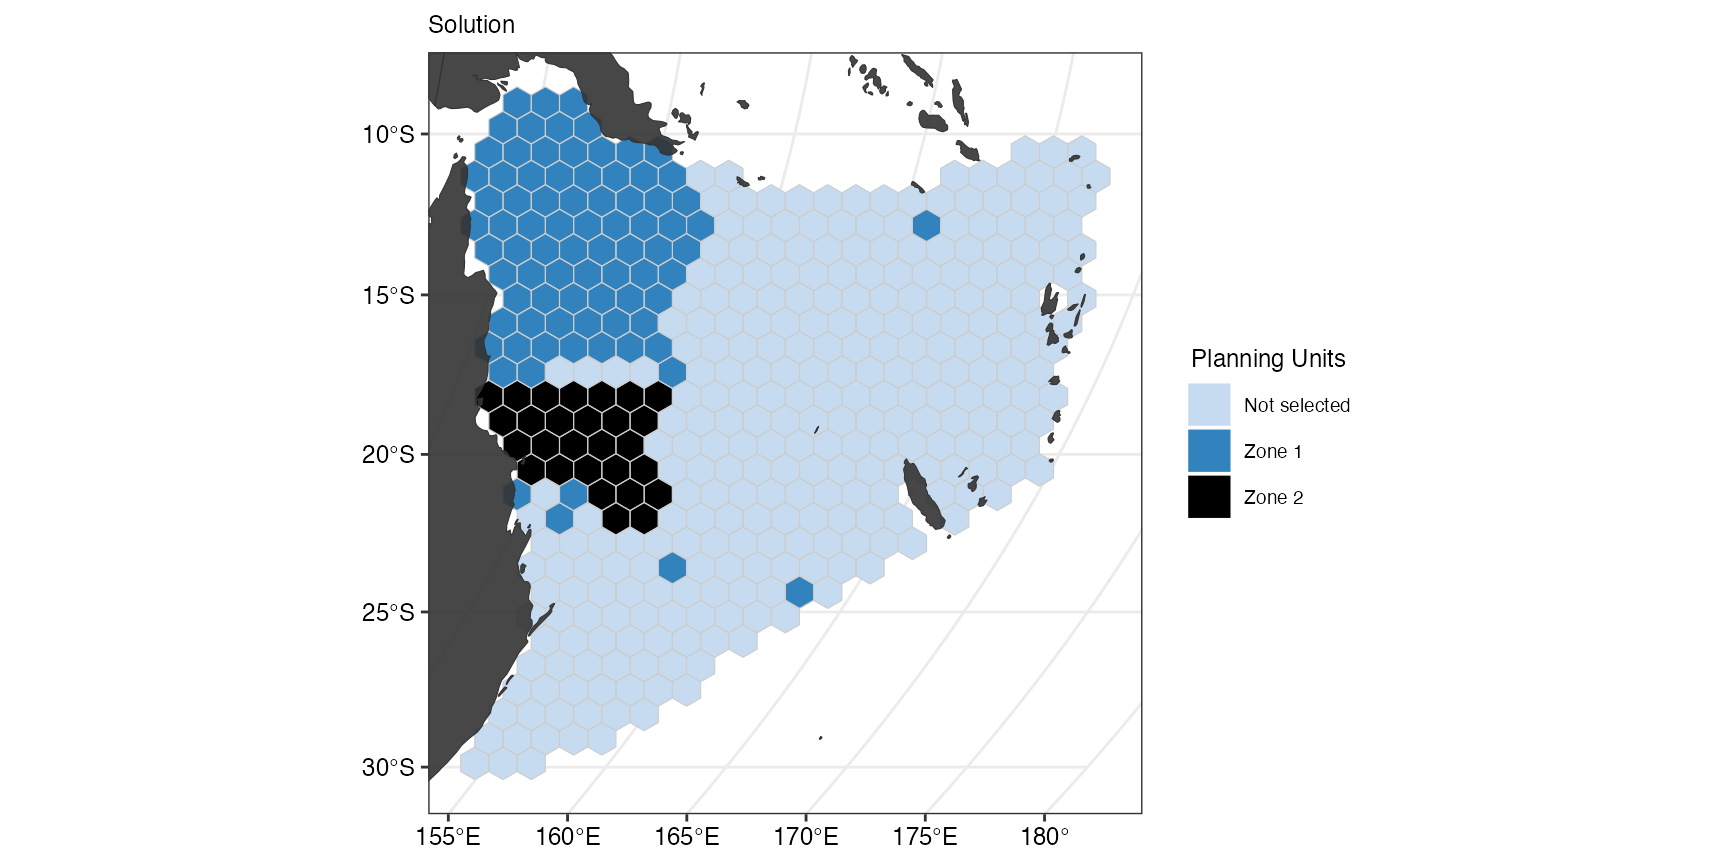 Solution
10°S
15°S
20°S
25°S
30°S
155°E 160°E 165°E 170°E 175°E 180°
Planning Units
Not selected
Zone 1
Zone 2